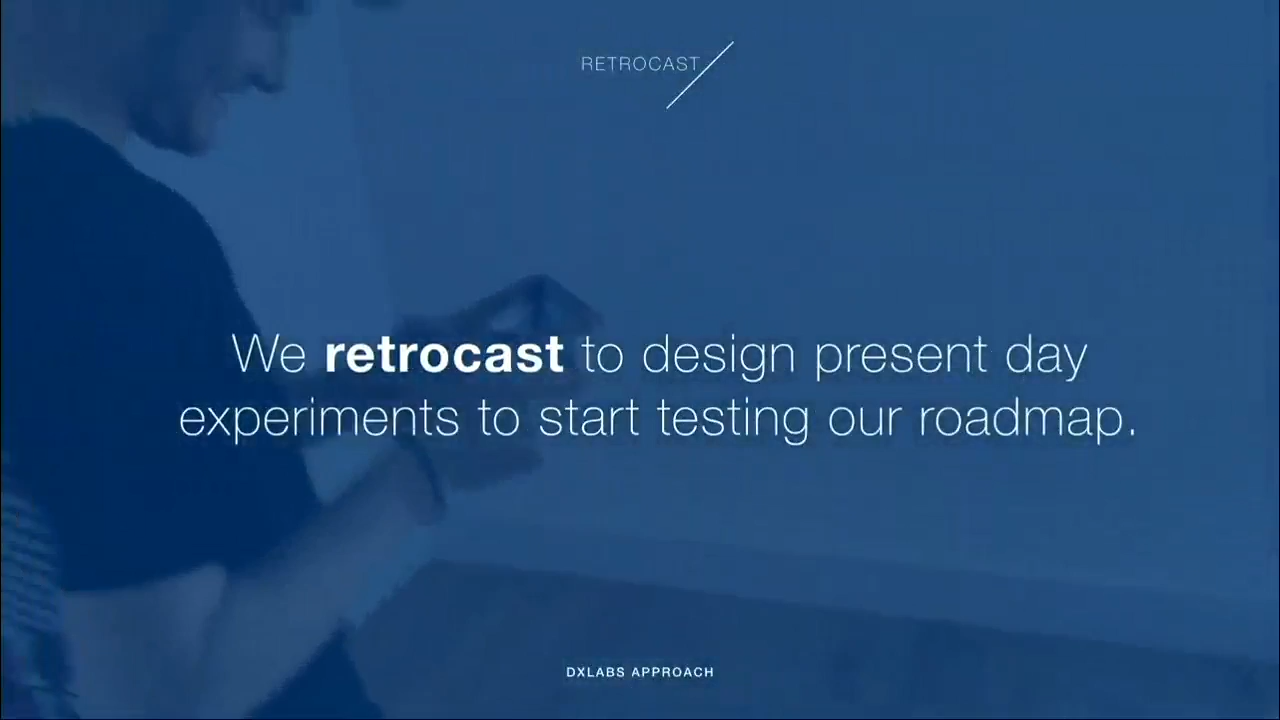 RETROCAST
We retrocast to design present day
experiments to start testing our roadmap.
DXLABS APPROACH